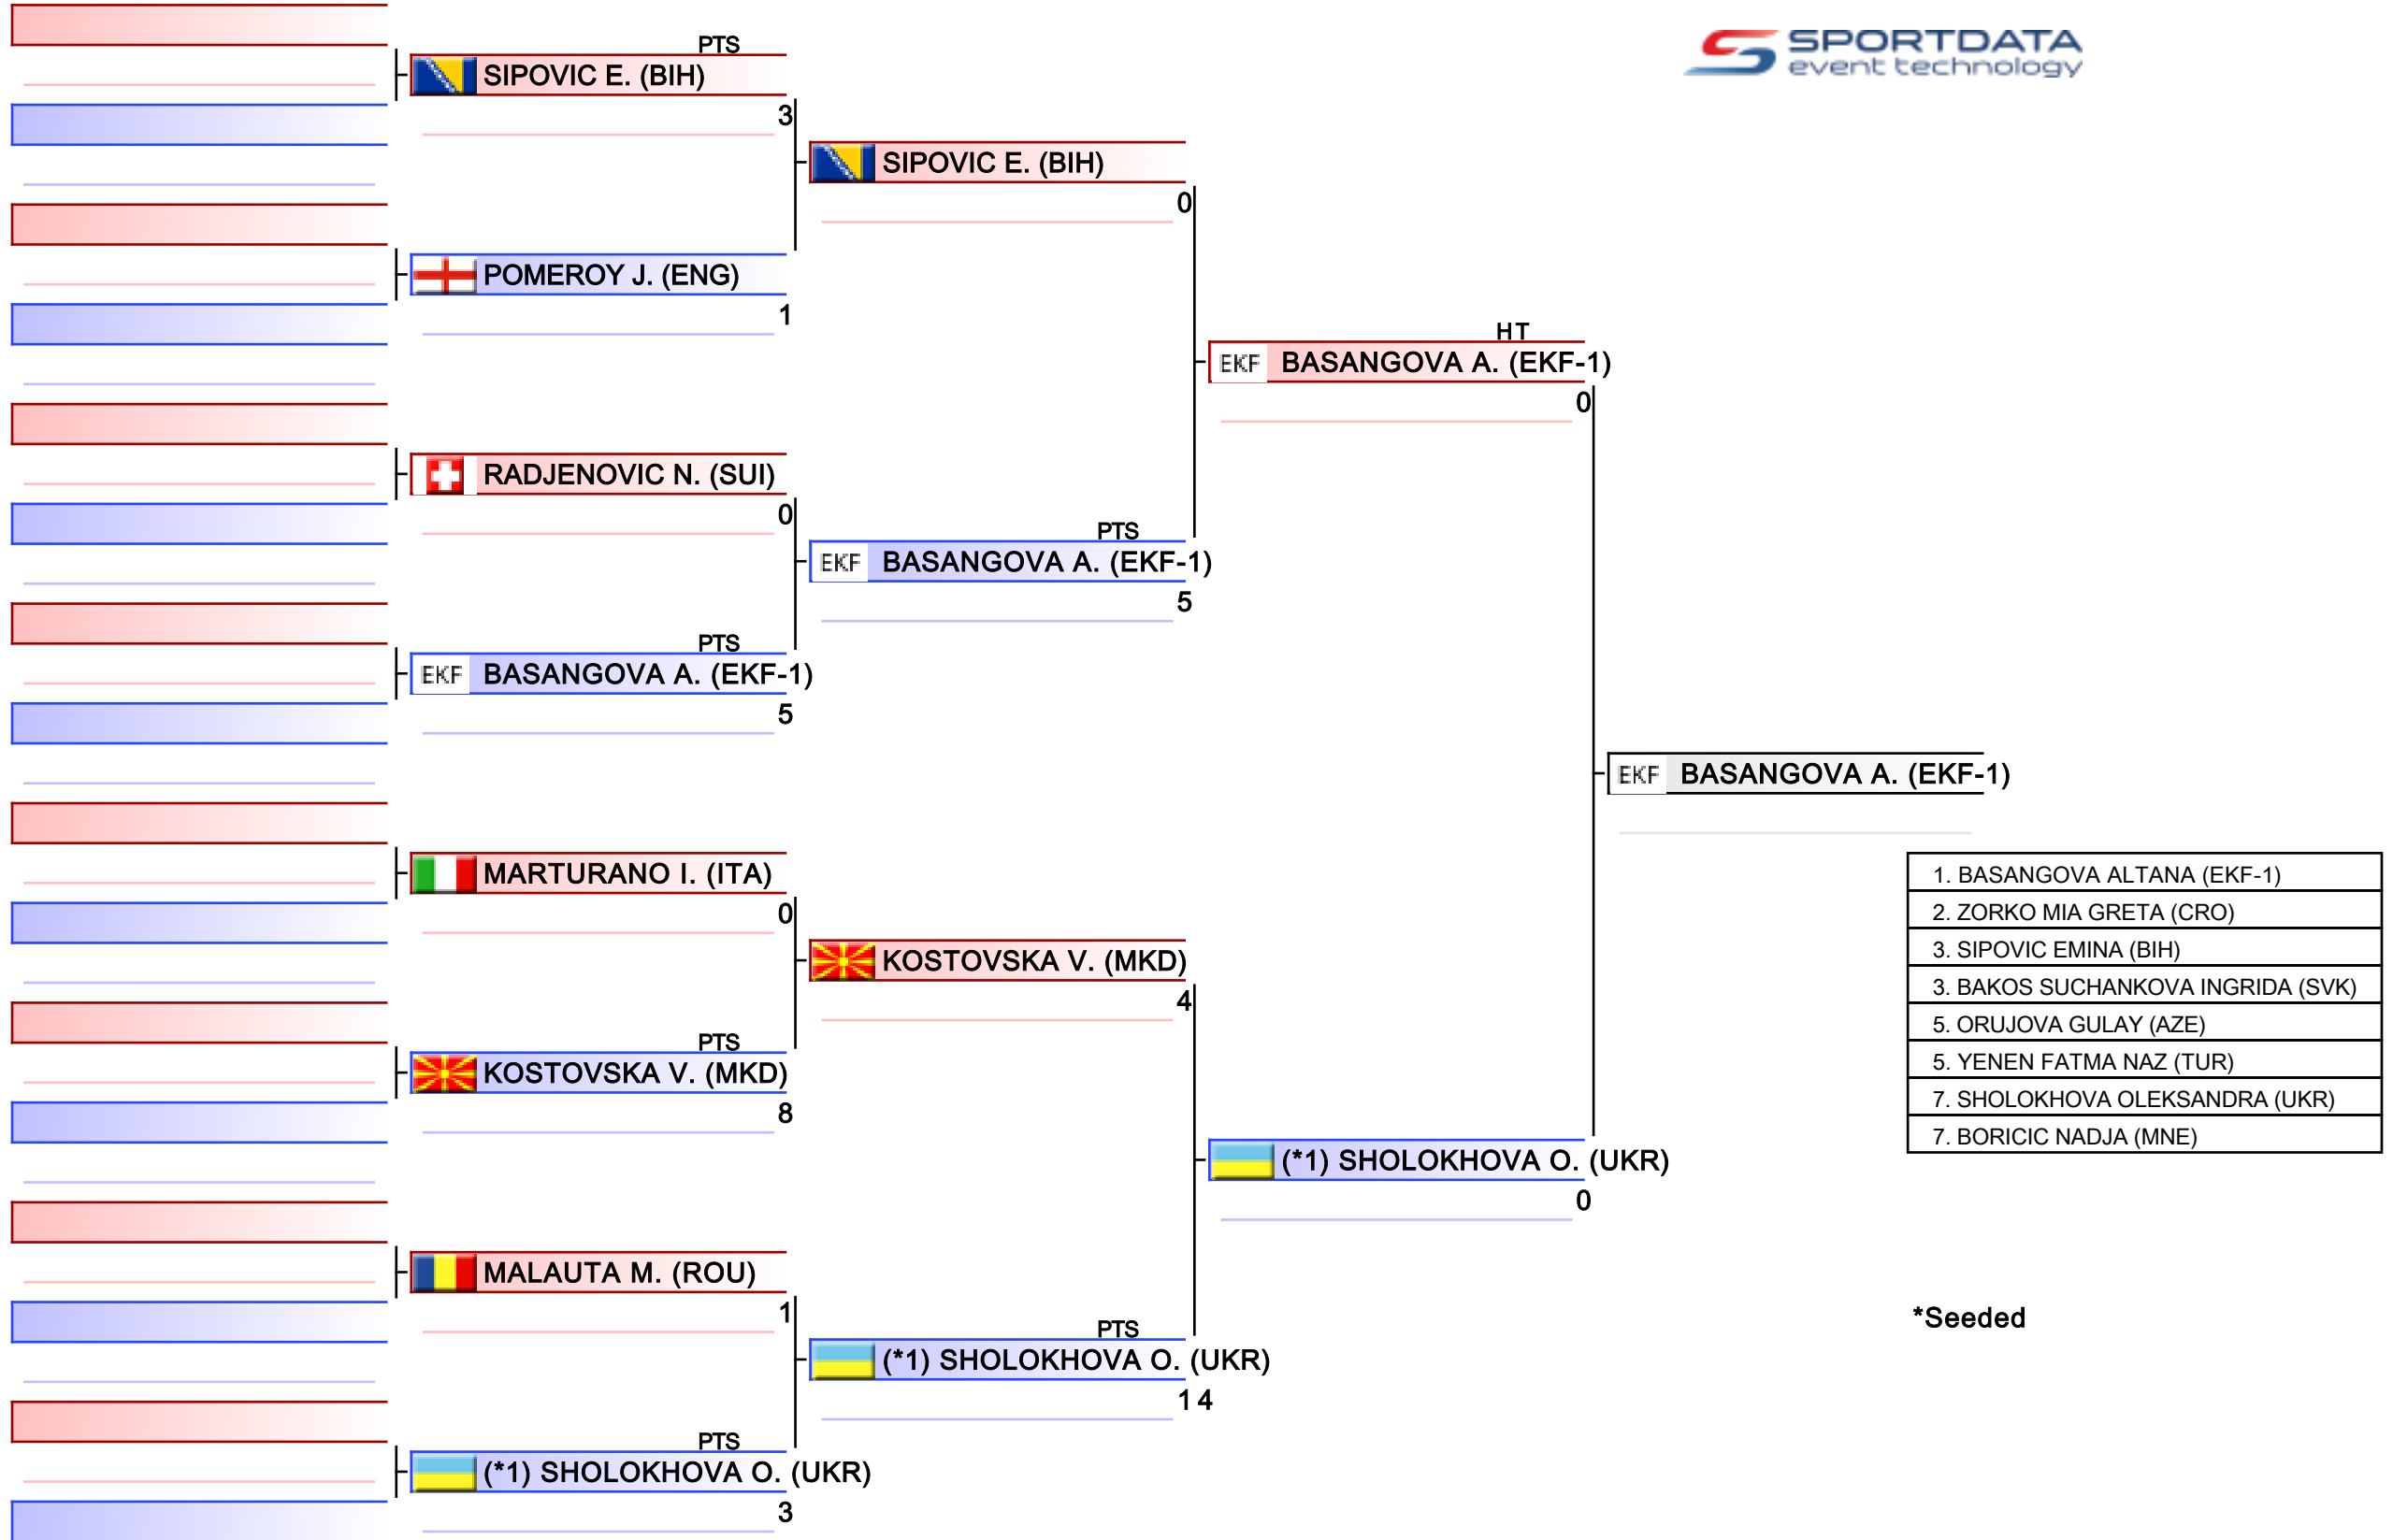 SPORTDATA
event technology
PTS
SIPOVIC E. (BIH)
3
POMEROY J. (ENG)
1
RADJENOVIC N. (SUI)
0
PTS
EKF BASANGOVA A. (EKF-1)
5
MARTURANO I. (ITA)
0
PTS
KOSTOVSKA V. (MKD)
8
MALAUTA M. (ROU)
1
PTS
(*1) SHOLOKHOVA O. (UKR)
3
SIPOVIC E. (BIH)
0
PTS
EKF BASANGOVA A. (EKF-1)
5
KOSTOVSKA V. (MKD)
4
PTS
(*1) SHOLOKHOVA O. (UKR)
14
HT
EKF BASANGOVA A. (EKF-1)
0
(*1) SHOLOKHOVA O. (UKR)
0
EKF BASANGOVA A. (EKF-1)
1. BASANGOVA ALTANA (EKF-1)
2. ZORKO MIA GRETA (CRO)
3. SIPOVIC EMINA (BIH)
3. BAKOS SUCHANKOVA INGRIDA (SVK)
5. ORUJOVA GULAY (AZE)
5. YENEN FATMA NAZ (TUR)
7. SHOLOKHOVA OLEKSANDRA (UKR)
7. BORICIC NADJA (MNE)
*Seeded